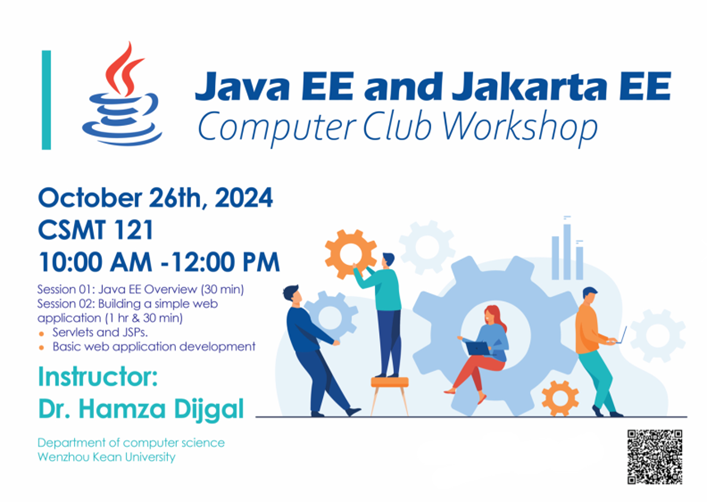 Java EE and Jakarta EE
Computer Club Workshop
October 26th, 2024
CSMT 121
10:00 AM -12:00 PM
Session 01: Java EE Overview (30 min)
Session 02: Building a simple web
application (1 hr & 30 min)
• Servlets and JSPs.
• Basic web application development
Instructor:
Dr. Hamza Dijgal
Department of computer science
Wenzhou Kean University